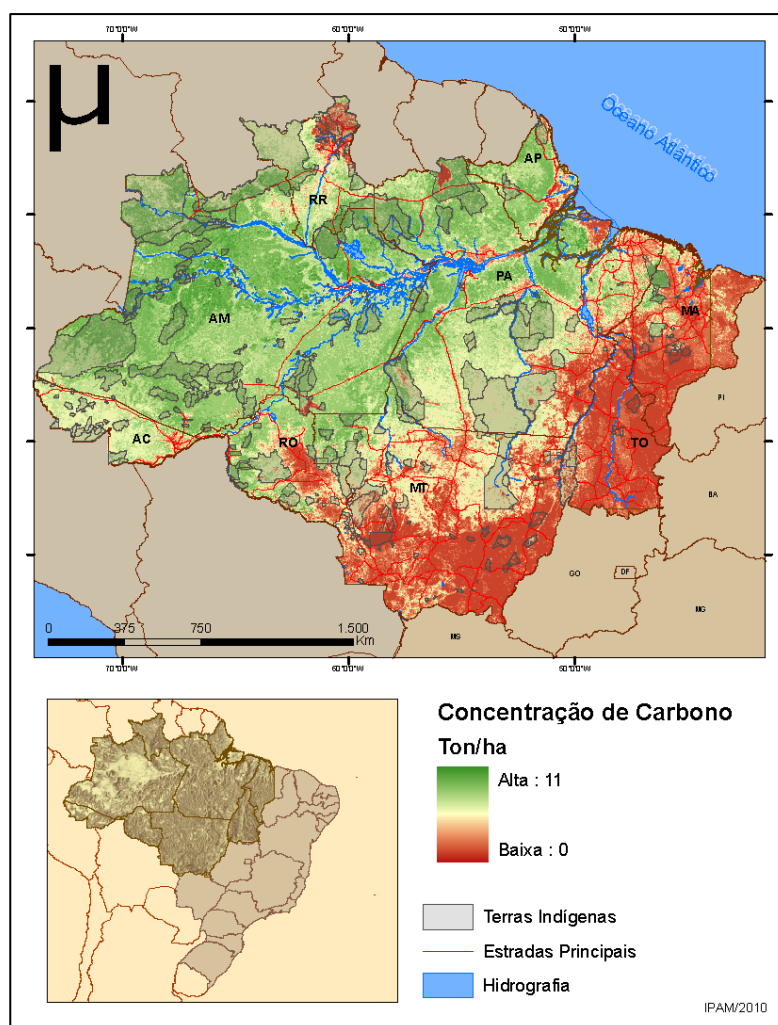 70°0'0"W 60°0'0"W 50°0'0"W
µ
Oceano Atlântico
AP
RR
PA
AM
MA
PI
AC
RO
TO
MT
BA
GO
DF
MG
MS
0 375 750 1.500
Km
70°0'0"W 60°0'0"W 50°0'0"W
Concentração de Carbono
Ton/ha
Alta : 11
Baixa : 0
Terras Indígenas
Estradas Principais
Hidrografia
IPAM/2010